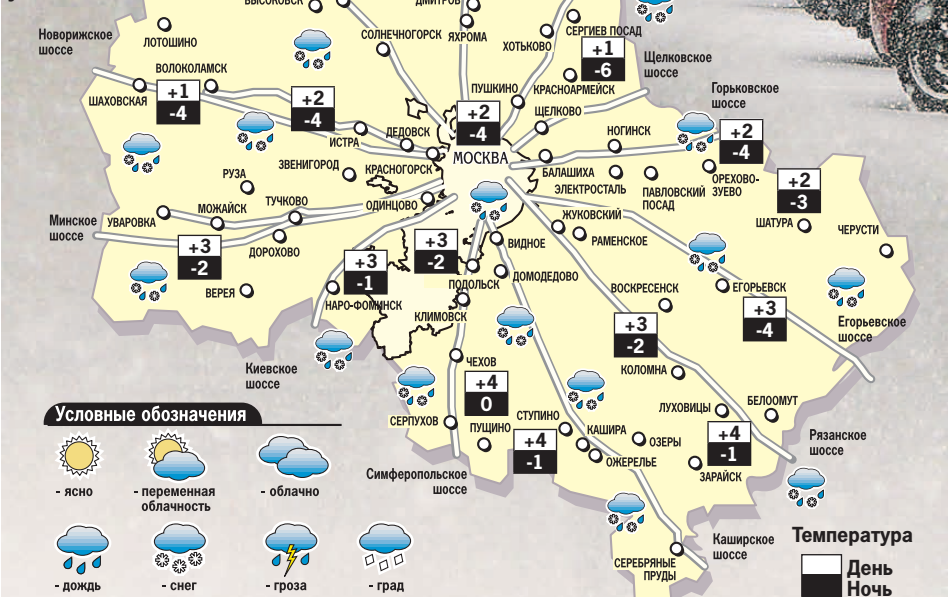 ВЫСОКОВСК
ДМИТРОВ
Новорижское
шоссе
ЛОТОШИНО
СОЛНЕЧНОГОРСК
ЯХРОМА
СЕРГИЕВ ПОСАД
ХОТЬКОВО
+1
-6
Щелковское
шоссе
ВОЛОКОЛАМСК
ШАХОВСКАЯ
+1
-4
+2
-4
ПУШКИНО
КРАСНОАРМЕЙСК
Горьковское
шоссе
+2
-4
ЩЕЛКОВО
ИСТРА
ДЕДОВСК
НОГИНСК
+2
-4
МОСКВА
ЗВЕНИГОРОД
КРАСНОГОРСК
БАЛАШИХА
РУЗА
ЭЛЕКТРОСТАЛЬ
ПАВЛОВСКИЙ
ПОСАД
ОРЕХОВО-
ЗУЕВО
+2
-3
Минское
шоссе
УВАРОВКА
МОЖАЙСК
ТУЧКОВО
ОДИНЦОВО
ЖУКОВСКИЙ
ШАТУРА
ЧЕРУСТИ
+3
-2
ДОРОХОВО
+3
-2
ВИДНОЕ
РАМЕНСКОЕ
+3
-1
ВЕРЕЯ
НАРО-ФОМИНСК
ПОДОЛЬСК
ДОМОДЕДОВО
ВОСКРЕСЕНСК
ЕГОРЬЕВСК
КЛИМОВСК
+3
-2
+3
-4
Егорьевское
шоссе
Киевское
шоссе
ЧЕХОВ
КОЛОМНА
+4
0
СЕРПУХОВ
ПУЩИНО
СТУПИНО
ЛУХОВИЦЫ
БЕЛООМУТ
+4
-1
КАШИРА
ОЗЕРЫ
ОЖЕРЕЛЬЕ
+4
-1
ЗАРАЙСК
Рязанское
шоссе
Симферопольское
шоссе
Каширское
шоссе
СЕРЕБРЯНЫЕ
ПРУДЫ
Условные обозначения
- ясно
- переменная
облачность
- облачно
- дождь
- снег
- гроза
- град
Температура
День
Ночь